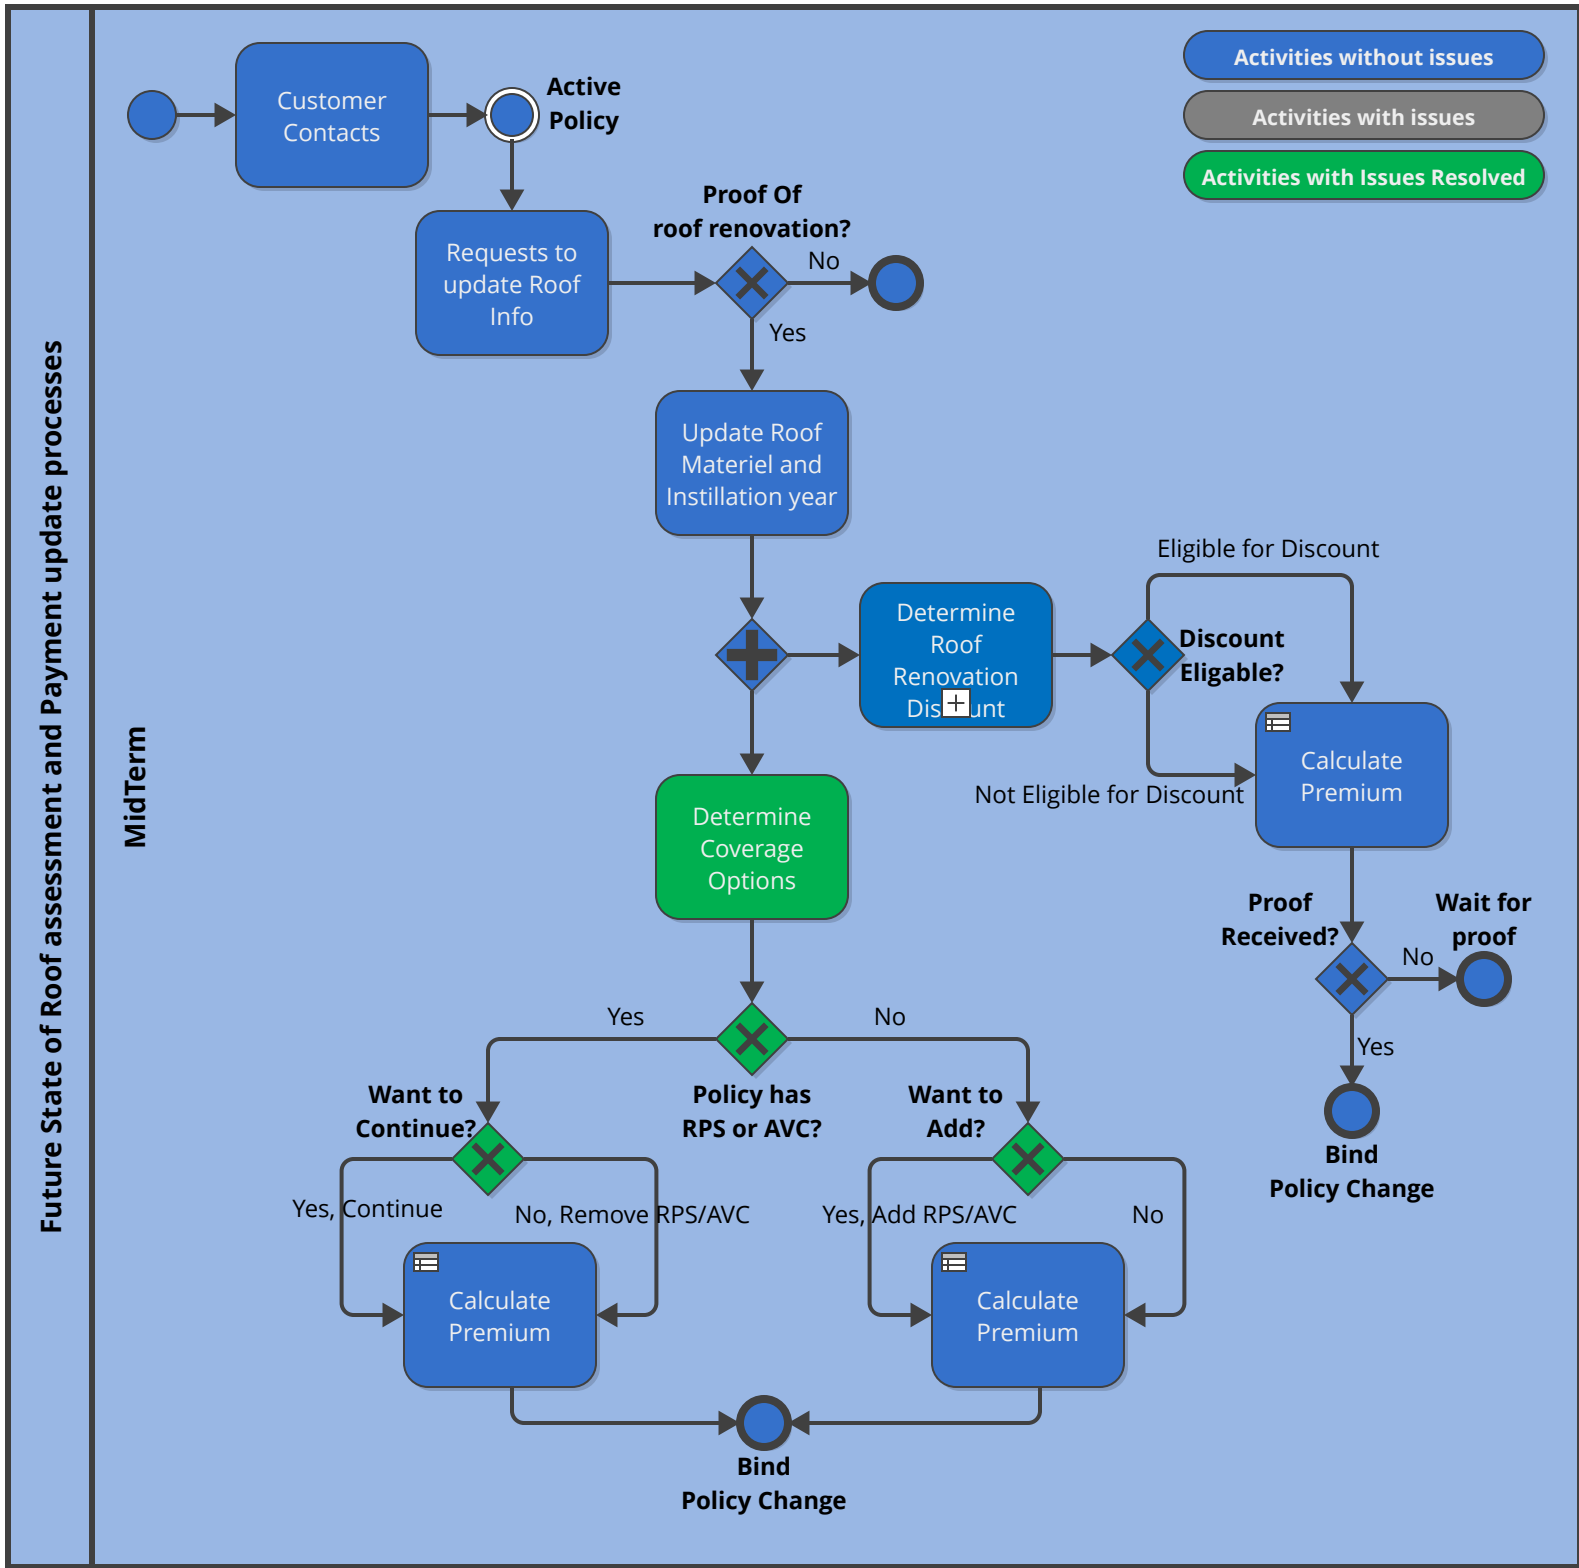 Future State of Roof assessment and Payment update processes
MidTerm
Activities without issues
Activities with issues
Activities with Issues Resolved
Customer
Contacts
Active
Policy
Requests to
update Roof
Info
Proof Of
roof renovation?
No
Yes
Update Roof
Materiel and
Instillation year
Determine
Roof
Renovation
Discount
Eligible for Discount
Discount
Eligable?
Not Eligible for Discount
Calculate
Premium
Proof
Received?
Wait for
proof
No
Yes
Bind
Policy Change
Determine
Coverage
Options
Yes
No
Policy has
RPS or AVC?
Want to
Continue?
Want to
Add?
Yes, Continue
No, Remove RPS/AVC
Yes, Add RPS/AVC
No
Calculate
Premium
Calculate
Premium
Bind
Policy Change